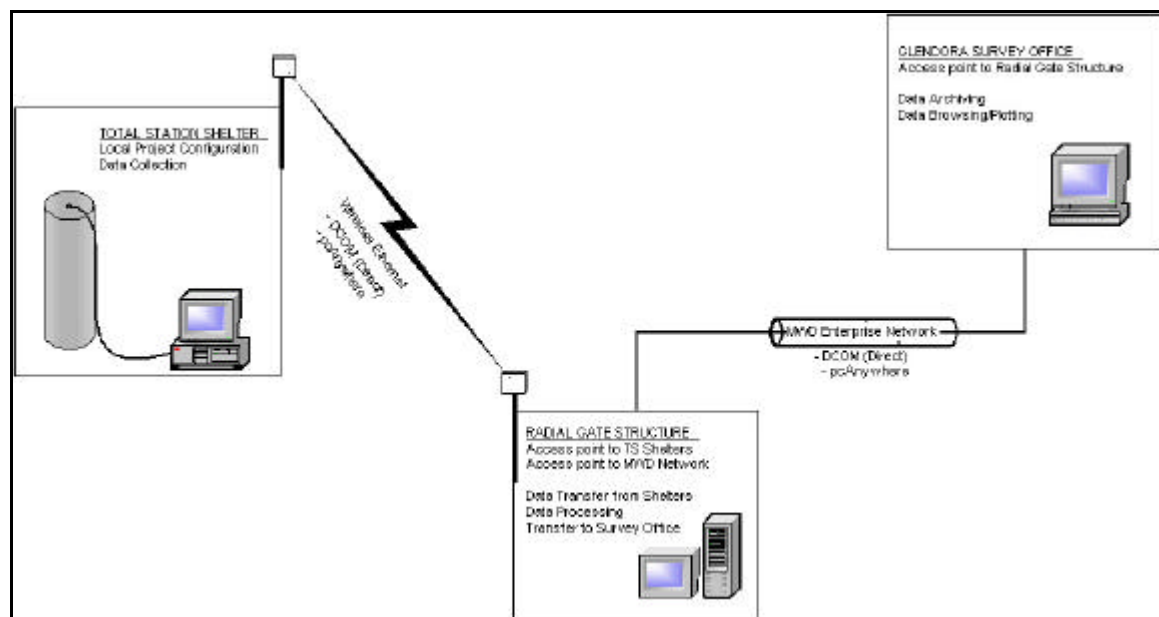 TOTAL STATION SHELTER
Local Project Configuration
Data Collection
Wireless Ethernet
- DCOM (Direct)
- pcAnywhere
GLENDORA SURVEY OFFICE
Access point to Radial Gate Structure
Data Archiving
Data Browsing/Plotting
MWD Enterprise Network
- DCOM (Direct)
- pcAnywhere
RADIAL GATE STRUCTURE
Access point to TS Shelters
Access point to MWD Network
Data Transfer from Shelters
Data Processing
Transfer to Survey Office